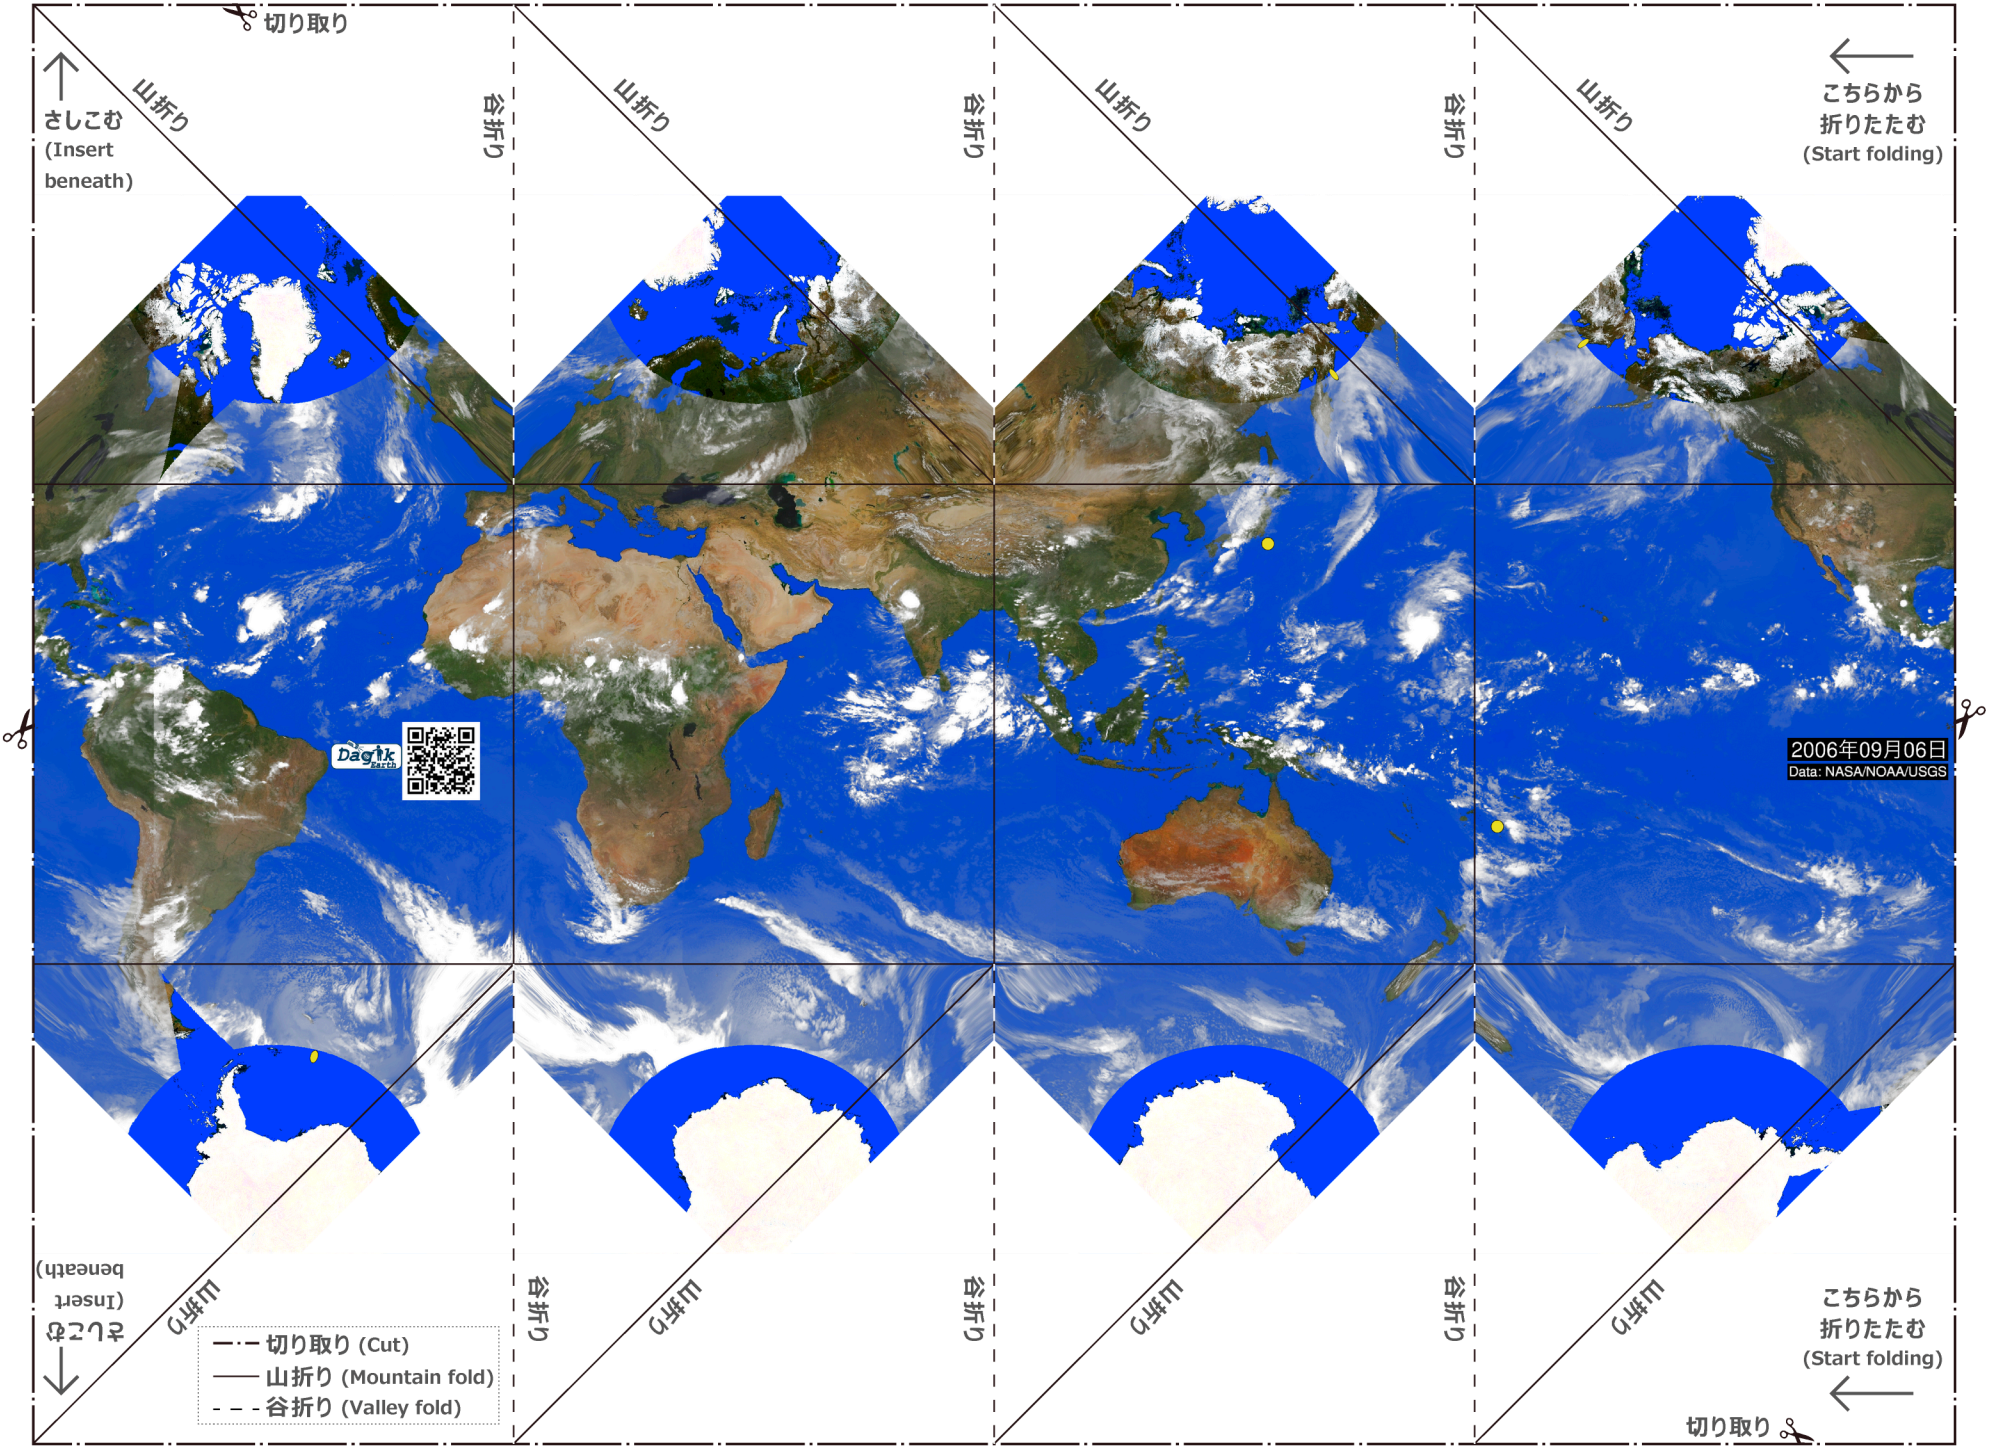 切り取り
さしこむ
(Insert
beneath)
山折り
谷折り
山折り
谷折り
山折り
谷折り
山折り
こちらから
折りたたむ
(Start folding)
Dagik
Earth
2006年09月06日
Data: NASA/NOAA/USGS
さしこむ
(Insert
beneath)
山折り
谷折り
山折り
谷折り
山折り
谷折り
山折り
こちらから
折りたたむ
(Start folding)
切り取り (Cut)
山折り (Mountain fold)
谷折り (Valley fold)
切り取り